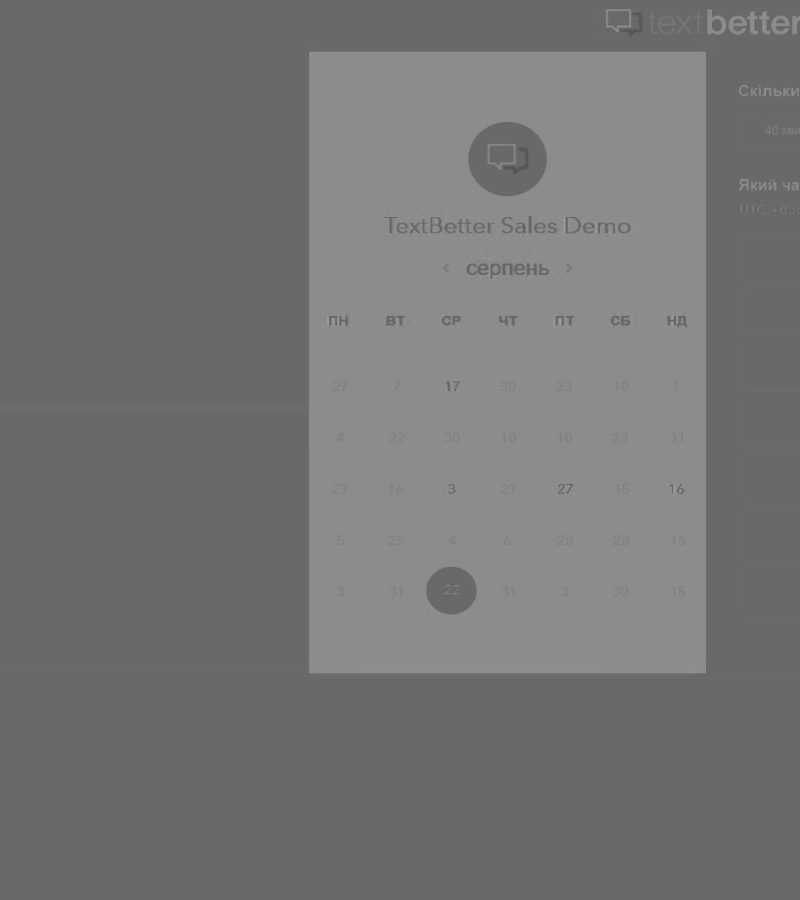 textbetter
TextBetter Sales Demo
< серпень >
ПН ВТ СР ЧТ ПТ СБ НД
27 7 17 30 23 10 1
4 22 30 10 10 23 31
27 16 3 27 27 15 16
5 25 4 6 28 28 15
3 31 22 31 3 30 15
Скільки
40 хви
Який ча
UTC +03: